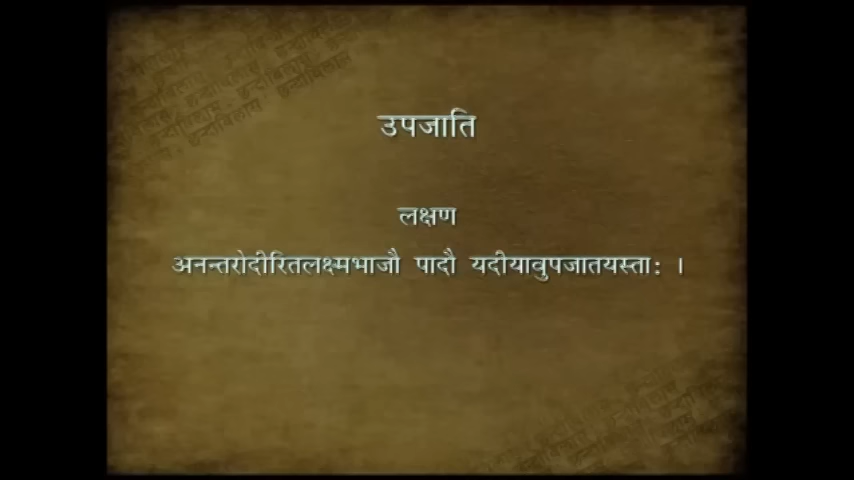 उपजाति
लक्षण
अनन्तरोदीरितलक्ष्मभाजौ पादौ यदीयावुपजातयस्ताः ।